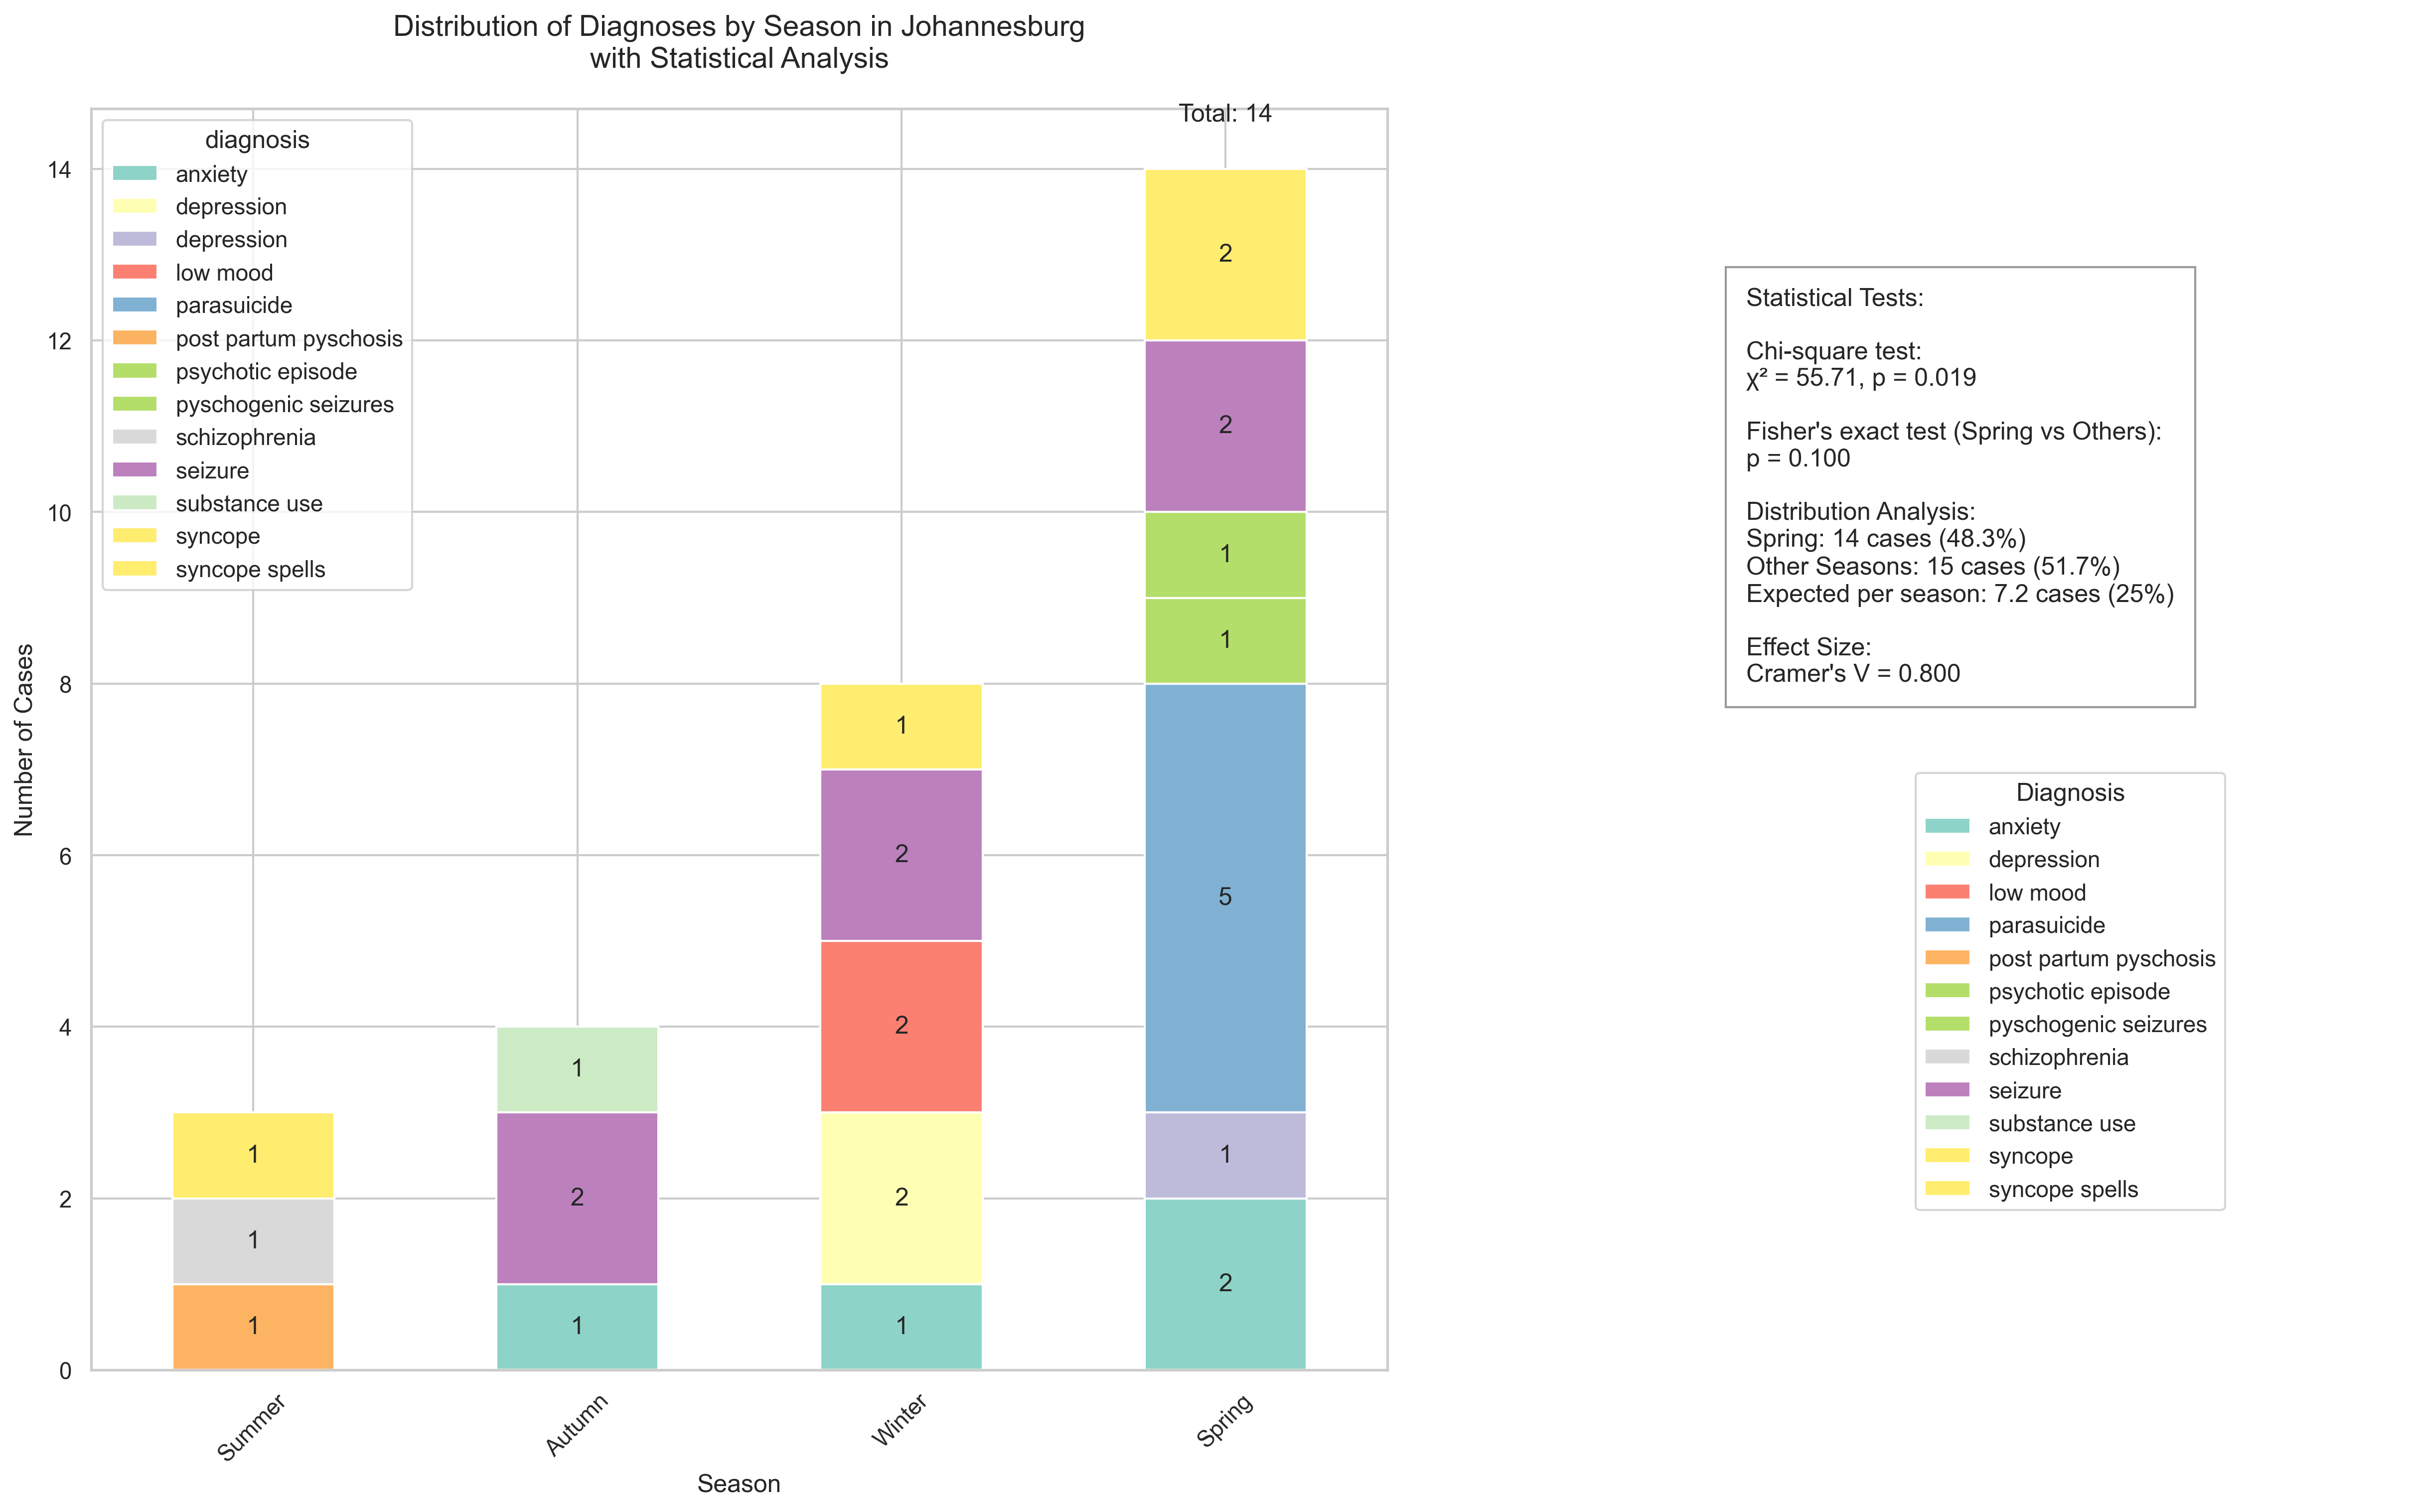 Distribution of Diagnoses by Season in Johannesburg
with Statistical Analysis
Total: 14
diagnosis
anxiety
depression
depression
low mood
parasuicide
post partum pyschosis
psychotic episode
pyschogenic seizures
schizophrenia
seizure
substance use
syncope
syncope spells
Number of Cases
14
12
10
8
6
4
2
0
1
1
1
1
2
1
1
2
2
2
1
2
2
1
1
5
1
2
Summer
Autumn
Winter
Spring
Season
Statistical Tests:
Chi-square test:
χ² = 55.71, p = 0.019
Fisher's exact test (Spring vs Others):
p = 0.100
Distribution Analysis:
Spring: 14 cases (48.3%)
Other Seasons: 15 cases (51.7%)
Expected per season: 7.2 cases (25%)
Effect Size:
Cramer's V = 0.800
Diagnosis
anxiety
depression
low mood
parasuicide
post partum pyschosis
psychotic episode
pyschogenic seizures
schizophrenia
seizure
substance use
syncope
syncope spells